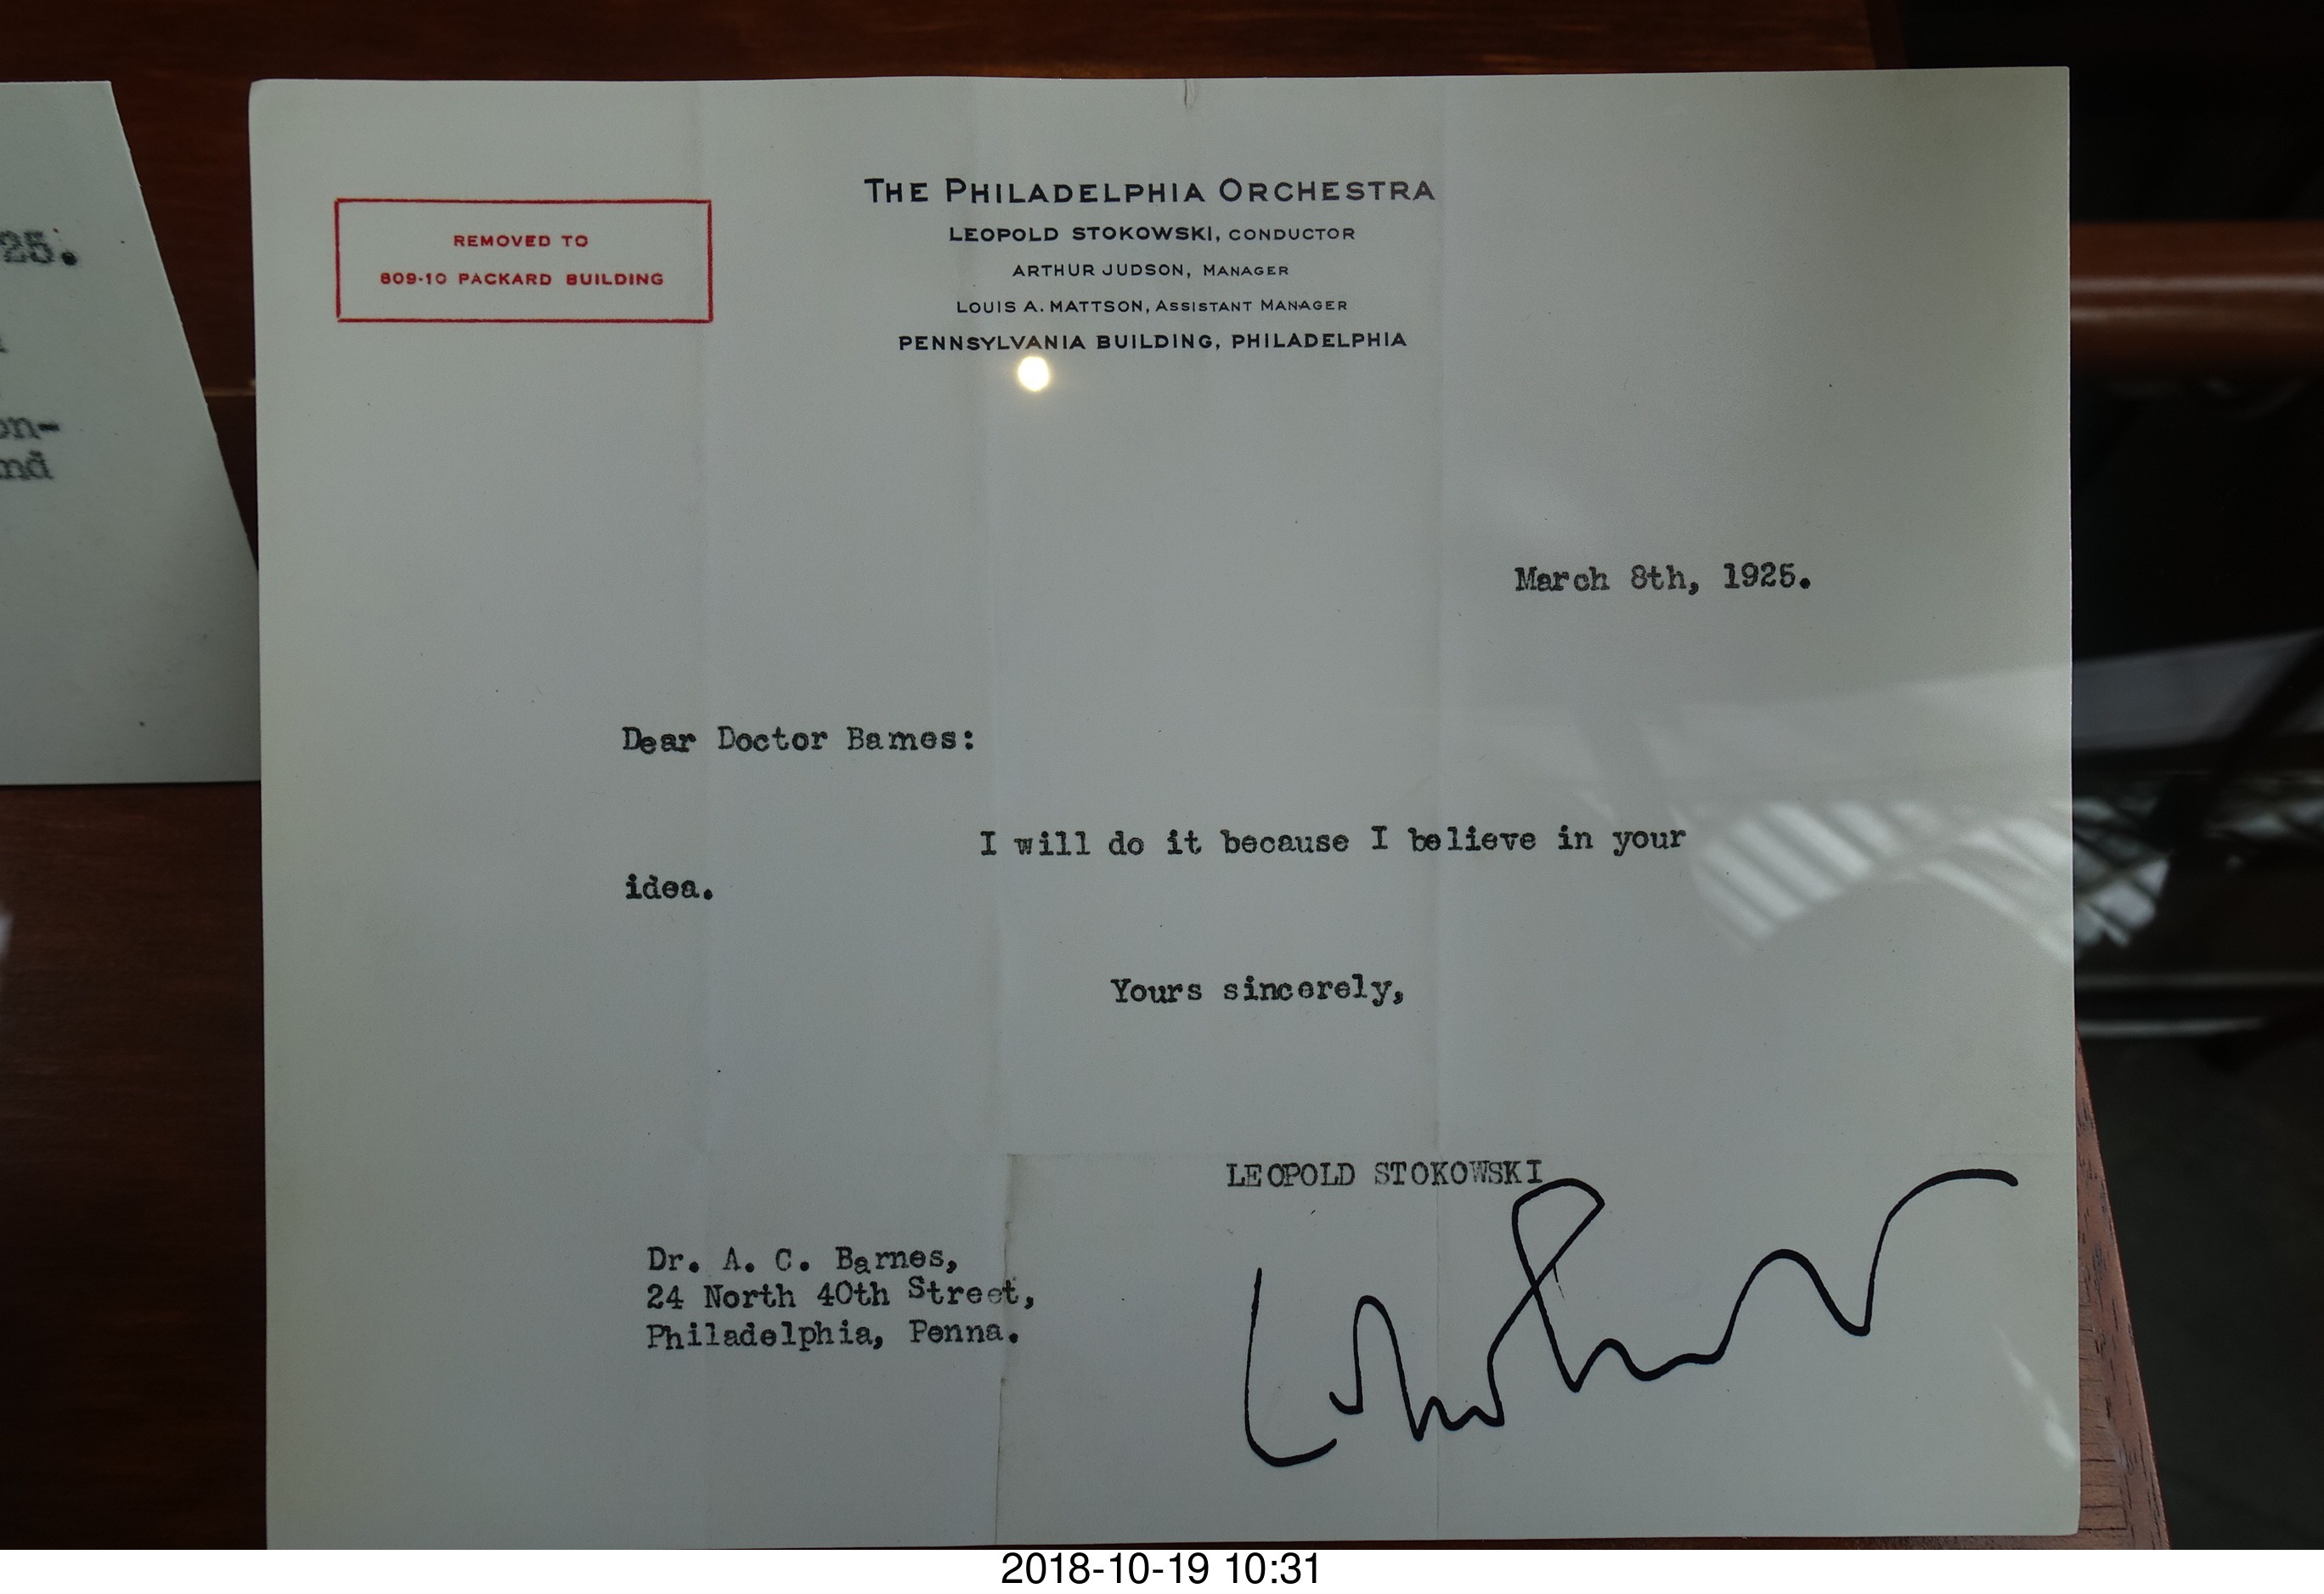 25.
on-
nd
REMOVED TO
809-10 PACKARD BUILDING
THE PHILADELPHIA ORCHESTRA
LEOPOLD STOKOWSKI, CONDUCTOR
ARTHUR JUDSON, MANAGER
LOUIS A. MATTSON, ASSISTANT MANAGER
PENNSYLVANIA BUILDING, PHILADELPHIA
March 8th, 1925.
Dear Doctor Barnes:
I will do it because I believe in your
idea.
Yours sincerely,
LEOPOLD STOKOWSKI
Dr. A. C. Barnes,
24 North 40th Street,
Philadelphia, Penna.
2018-10-19 10:31